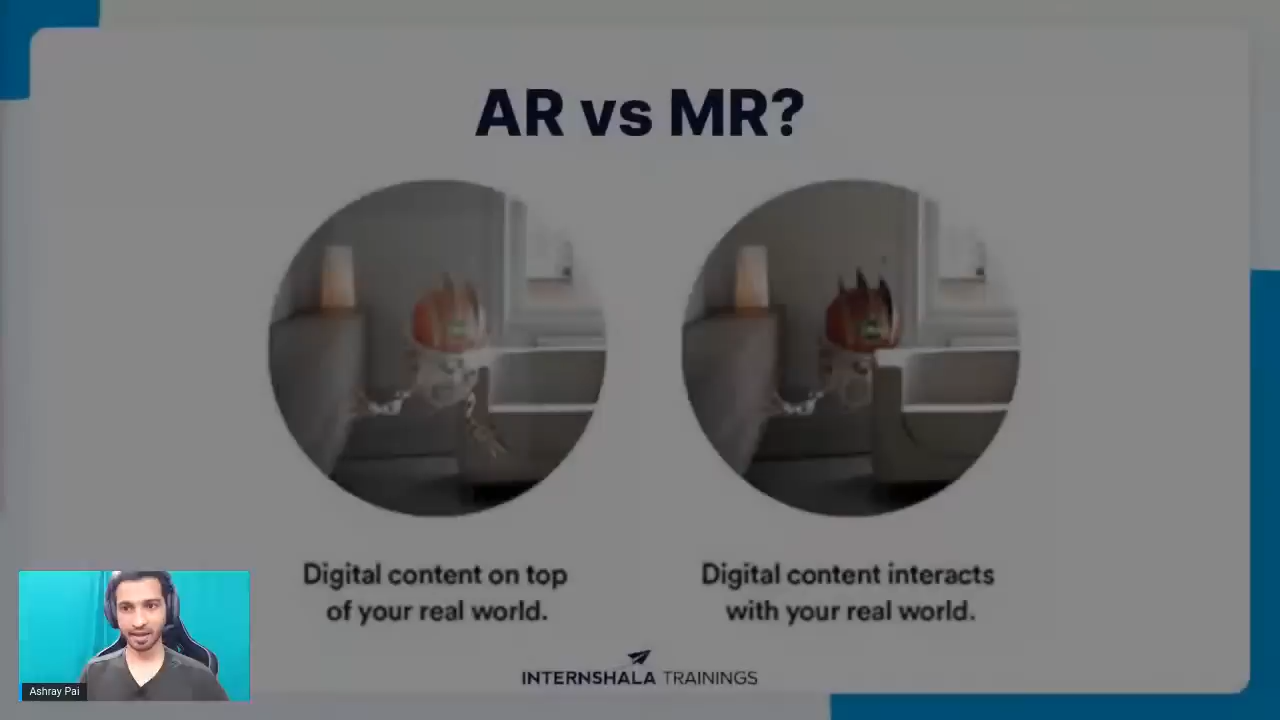 AR vs MR?
Digital content on top
of your real world.
Digital content interacts
with your real world.
INTERNSHALA TRAININGS
Ashray Pai